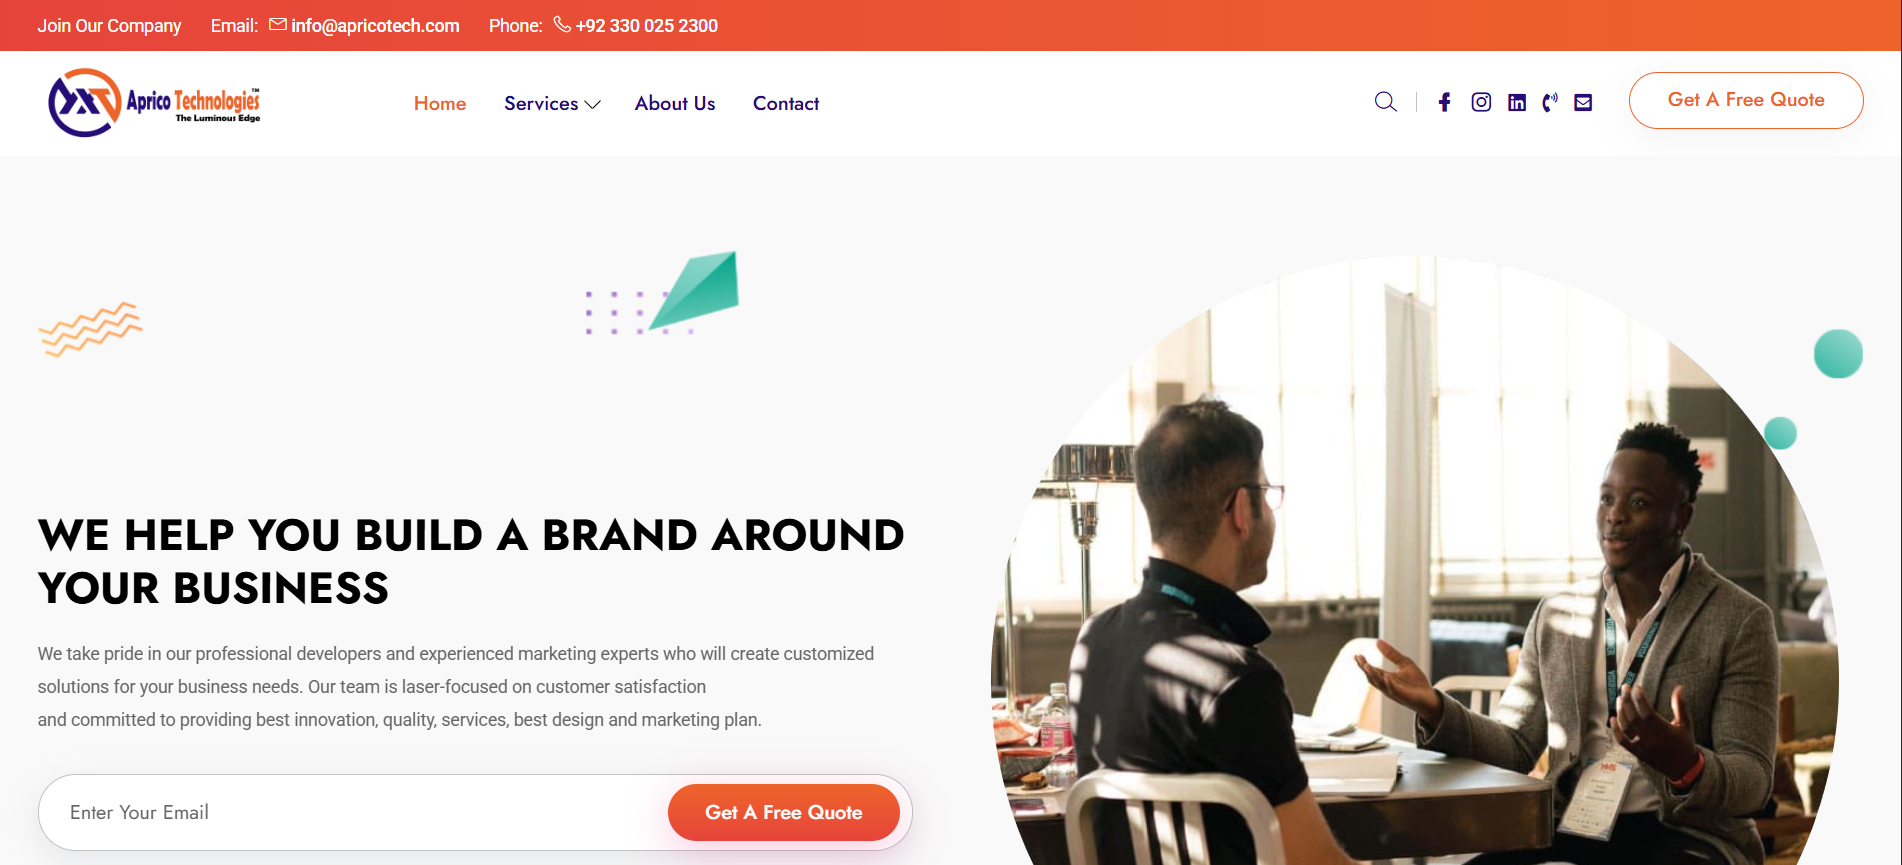 Join Our Company Email: info@apricotech.com Phone: +92 330 025 2300
Aprico Technologies™
The Luminous Edge
Home Services About Us Contact
Get A Free Quote
WE HELP YOU BUILD A BRAND AROUND
YOUR BUSINESS
We take pride in our professional developers and experienced marketing experts who will create customized
solutions for your business needs. Our team is laser-focused on customer satisfaction
and committed to providing best innovation, quality, services, best design and marketing plan.
Enter Your Email Get A Free Quote